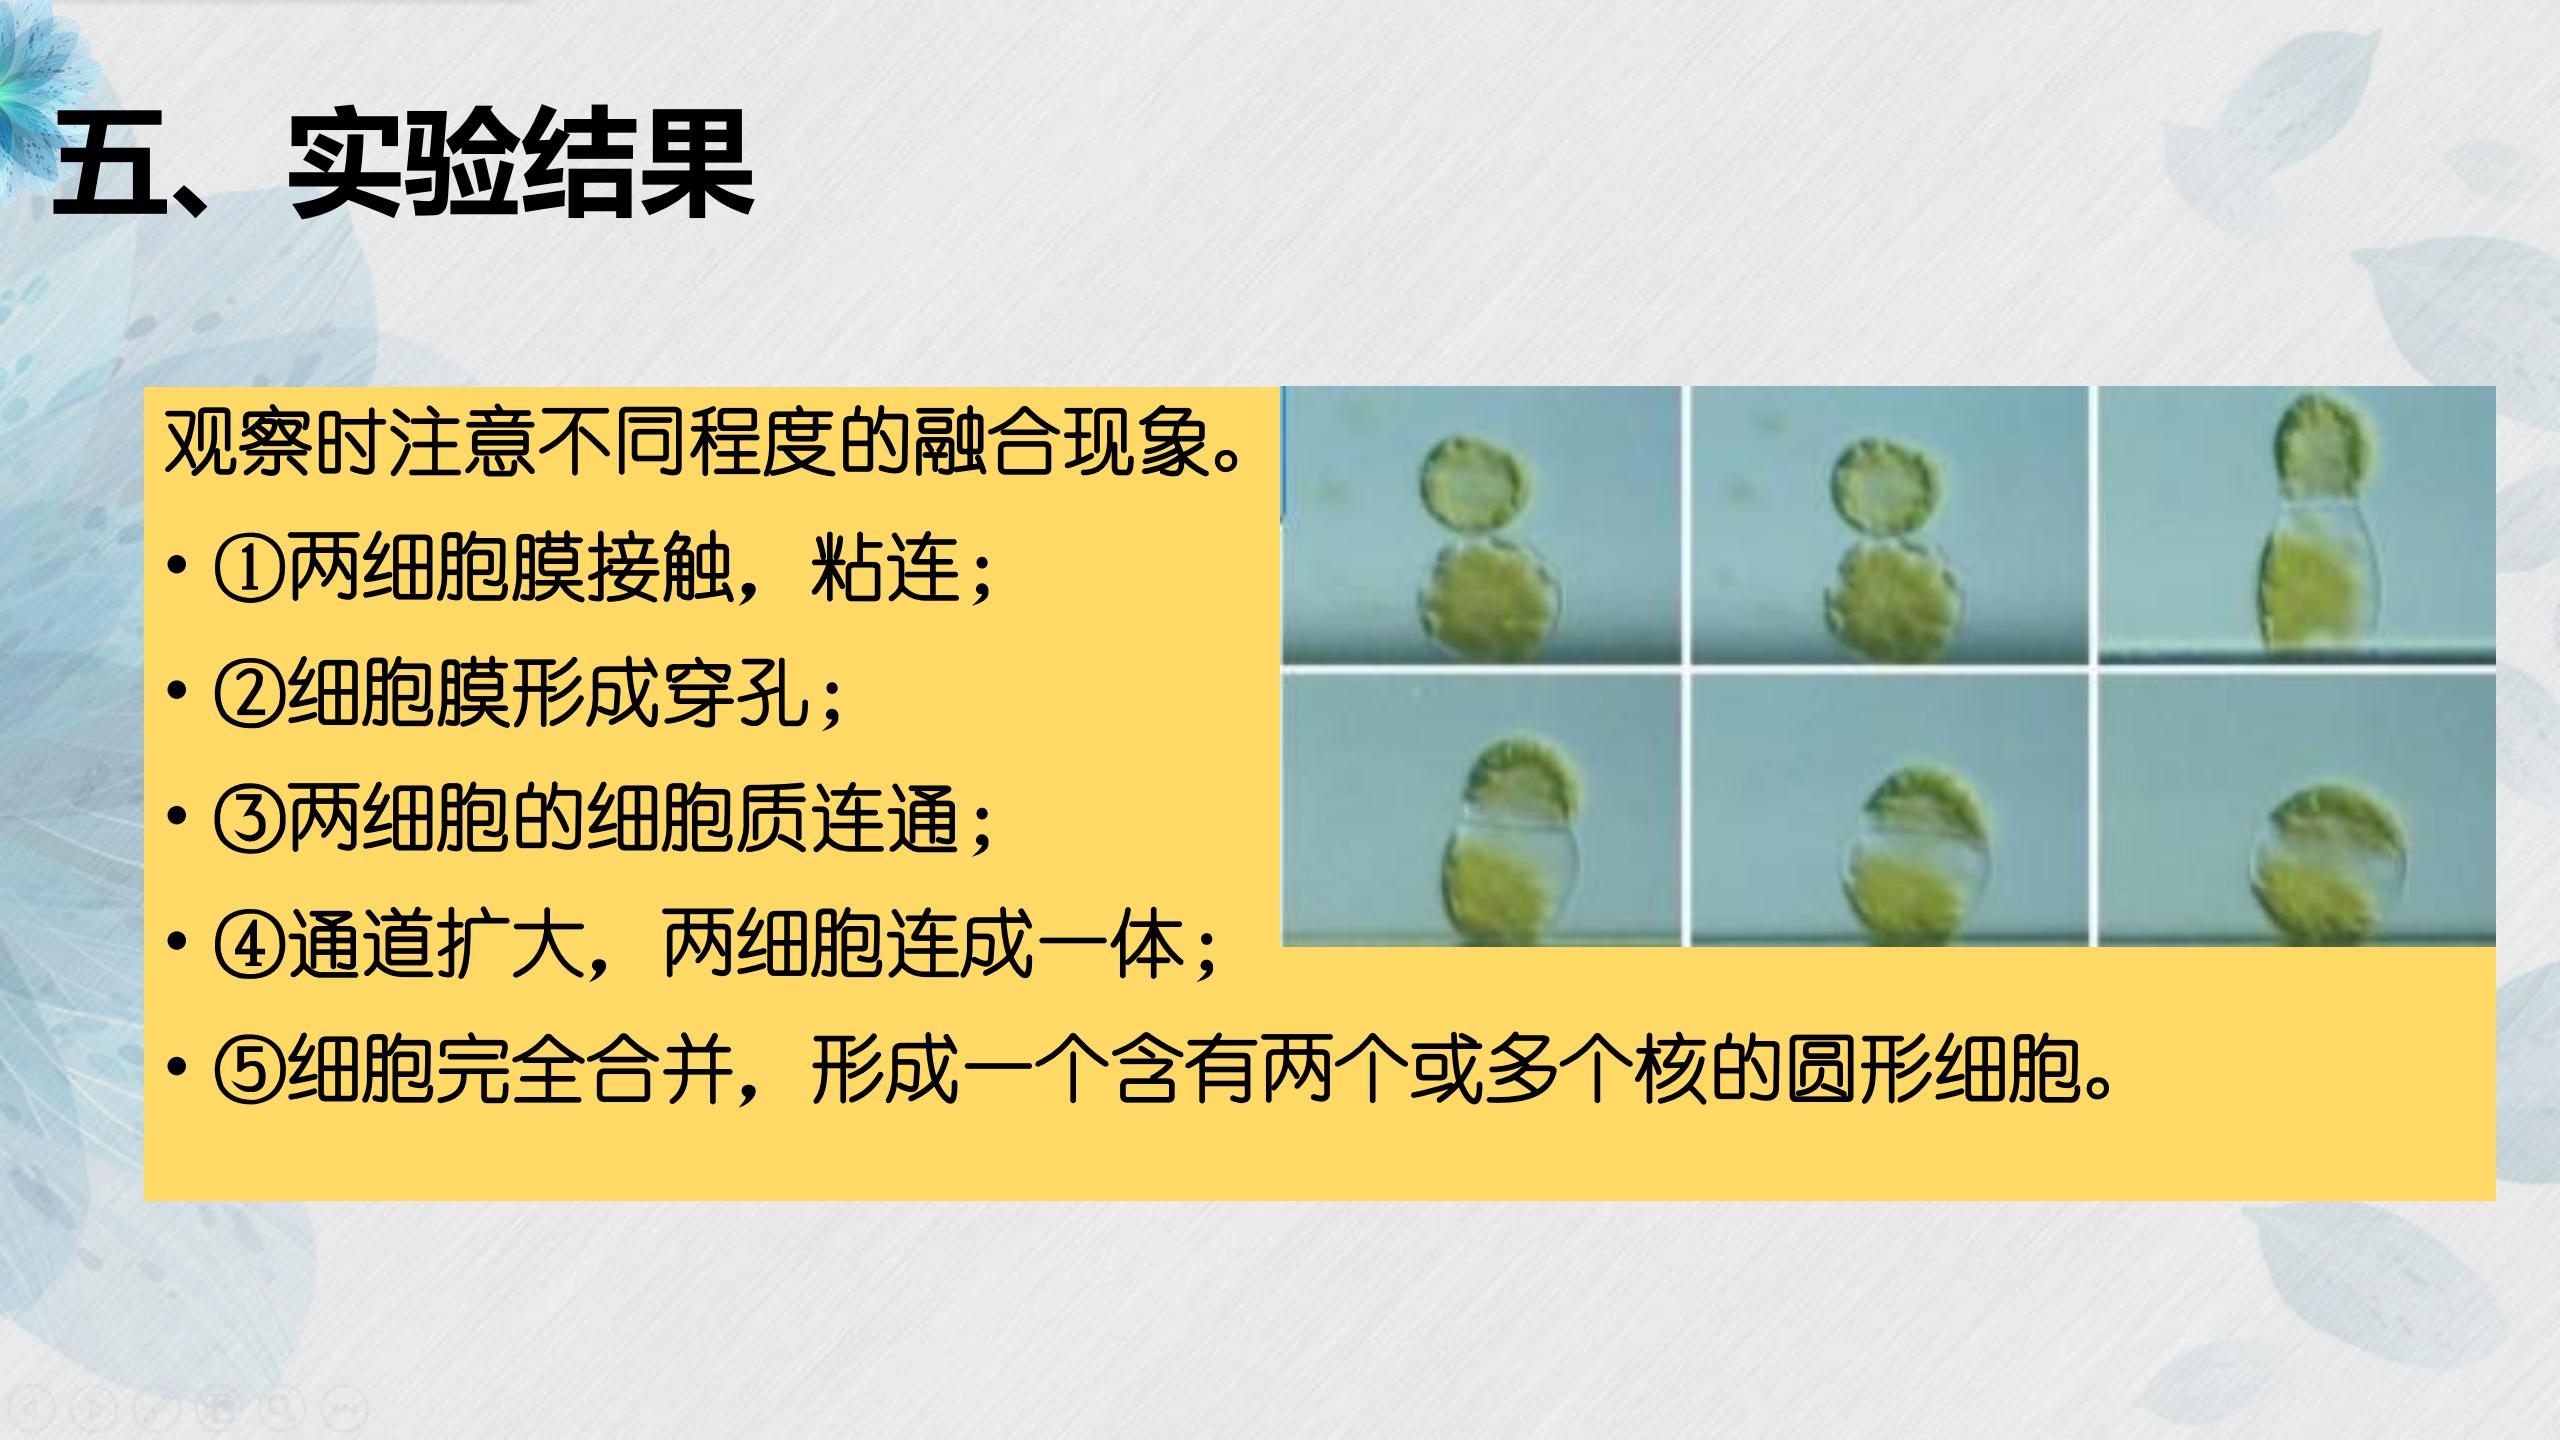 五、实验结果
观察时注意不同程度的融合现象。
• ①两细胞膜接触，粘连；
• ②细胞膜形成穿孔；
• ③两细胞的细胞质连通；
• ④通道扩大，两细胞连成一体；
• ⑤细胞完全合并，形成一个含有两个或多个核的圆形细胞。